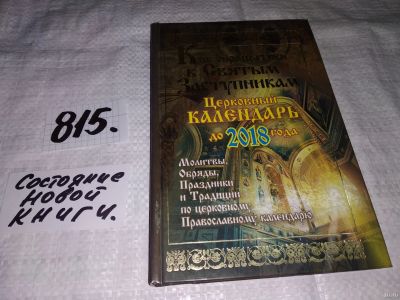 815.
Состояние
Новой
книги.
к Святым
Заступникам
Церковный
КАЛЕНДАРЬ
до 2018 года
Молитвы,
Обряды,
Праздники
и Традиции
по церковному
Православному календарю